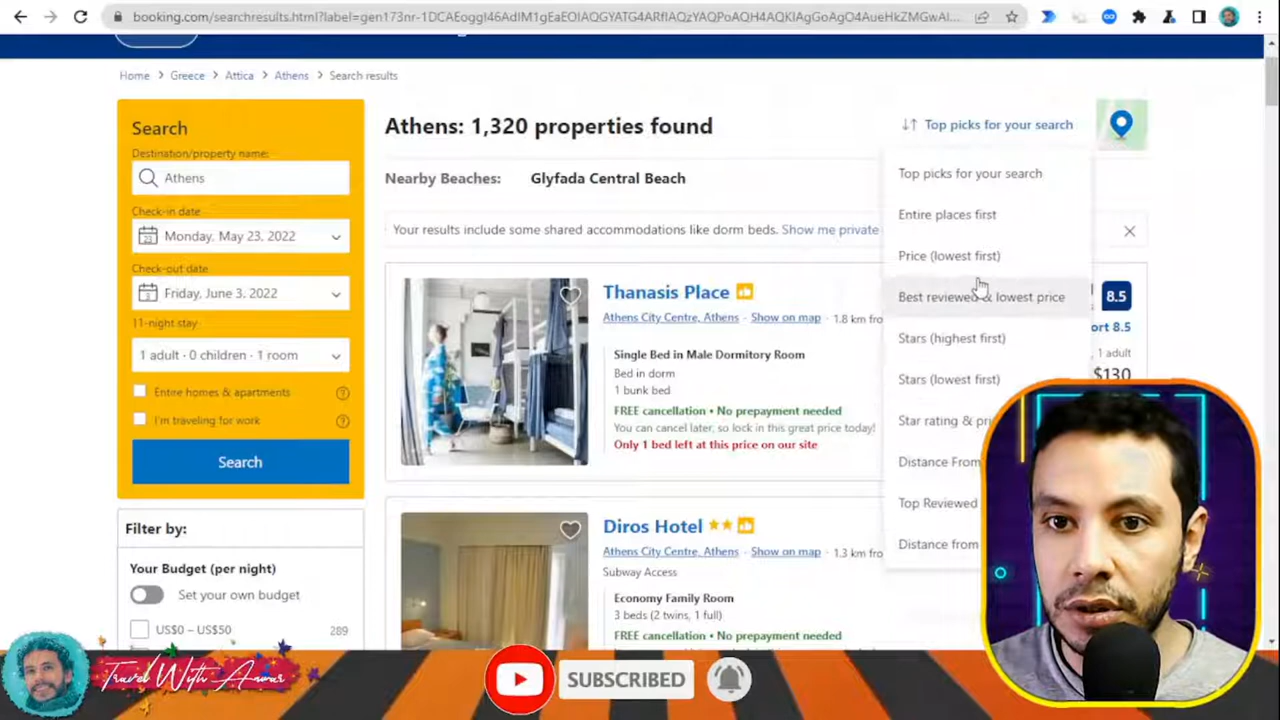 booking.com/searchresults.html?label=gen173nr-1DCAEoggI46AdIM1gEaEOIAQGYATG4ARfIAQzYAQPoAQH4AQKIAgGoAgO4AueHkZMGwAI...
Home > Greece > Attica > Athens > Search results
Search
Destination/property name:
Athens
Check-in date
Monday, May 23, 2022
Check-out date
Friday, June 3, 2022
11-night stay
1 adult · 0 children · 1 room
Entire homes & apartments
I'm traveling for work
Search
Filter by:
Your Budget (per night)
Set your own budget
US$0 – US$50 289
Athens: 1,320 properties found
Top picks for your search
Nearby Beaches: Glyfada Central Beach
Your results include some shared accommodations like dorm beds. Show me private
Top picks for your search
Entire places first
Price (lowest first)
Best reviewed & lowest price
Stars (highest first)
Stars (lowest first)
Star rating &
Distance From
Top Reviewed
Distance from
Thanasis Place
Athens City Centre, Athens · Show on map · 1.8 km
Single Bed in Male Dormitory Room
Bed in dorm
1 bunk bed
FREE cancellation • No prepayment needed
You can cancel later, so lock in this great price today!
Only 1 bed left at this price on our site
8.5
8.5
1 adult
$130
Diros Hotel
Athens City Centre, Athens · Show on map · 1.3 km
Subway Access
Economy Family Room
3 beds (2 twins, 1 full)
FREE cancellation • No prepayment needed
Travel With Anwar
SUBSCRIBED